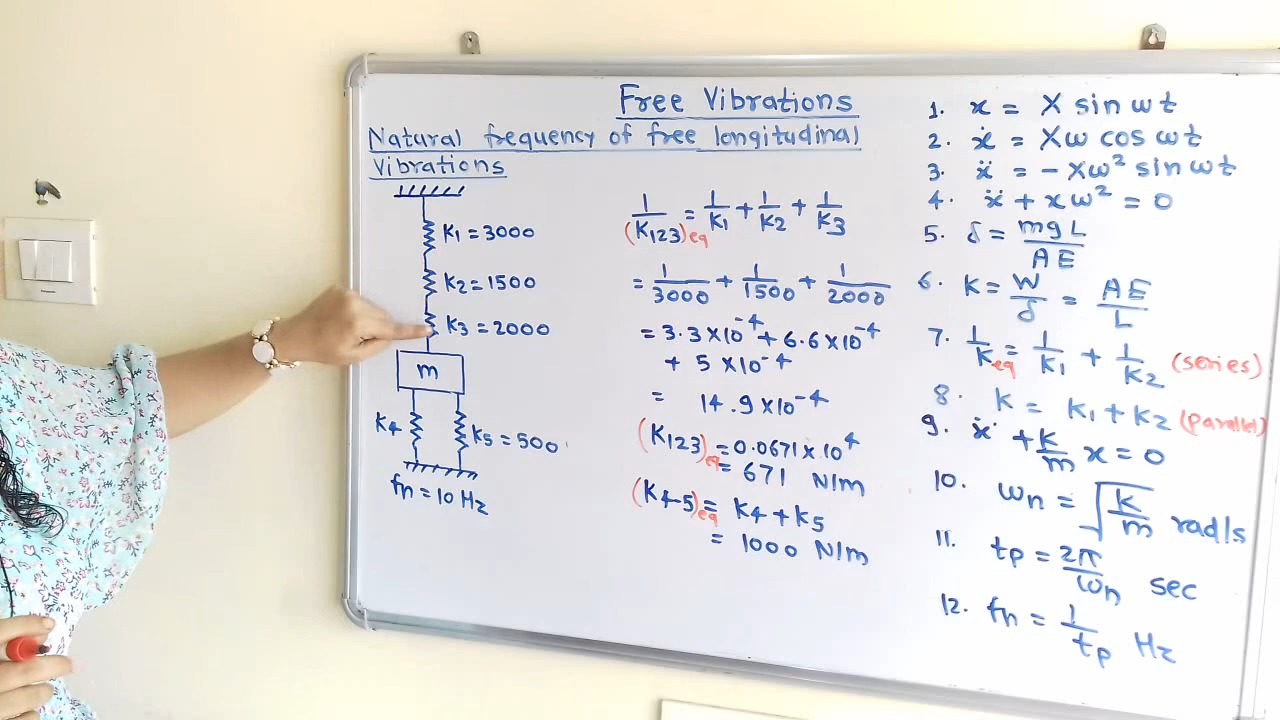 Free Vibrations
Natural frequency of free longitudinal
Vibrations
K₁ = 3000
K₂ = 1500
K₃ = 2000
m
K₄
K₅ = 500
fn = 10 Hz
1/(K₁₂₃)eq = 1/K₁ + 1/K₂ + 1/K₃
= 1/3000 + 1/1500 + 1/2000
= 3.3 × 10⁻⁴ + 6.6 × 10⁻⁴
+ 5 × 10⁻⁴
= 14.9 × 10⁻⁴
(K₁₂₃)eq = 0.0671 × 10⁴
= 671 N/m
(K₄₋₅)eq = K₄ + K₅
= 1000 N/m
1. x = X sin ωt
2. ẋ = Xω cos ωt
3. ẍ = - Xω² sin ωt
4. ẍ + xω² = 0
5. δ = mgL/AE
6. K = W/δ = AE/L
7. 1/Keq = 1/K₁ + 1/K₂ (series)
8. K = K₁ + K₂ (parallel)
9. ẍ + K/m x = 0
10. ωn = √(K/m) rad/s
11. tp = 2π/ωn sec
12. fn = 1/tp Hz